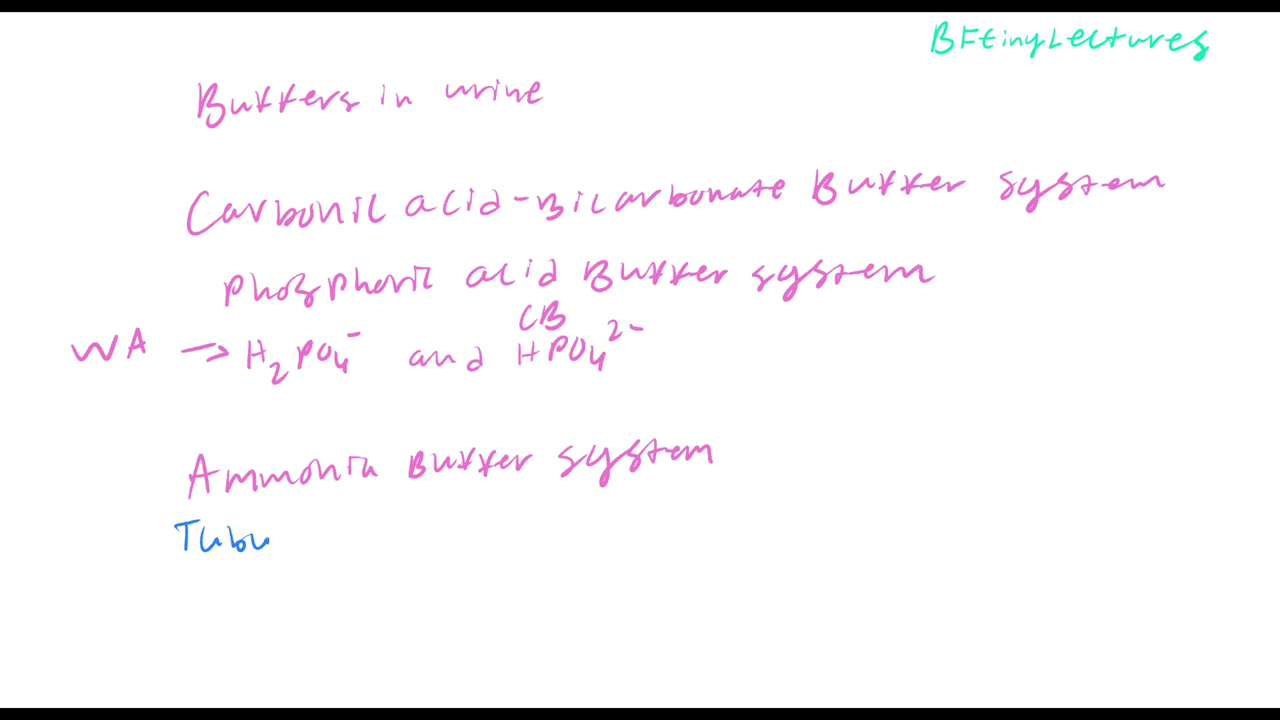 BFtinyLectures
Buffers in urine
Carbonic acid-Bicarbonate Buffer system
phosphoric acid Buffer system
CB
WA → H₂PO₄⁻ and HPO₄²⁻
Ammonia Buffer system
Tubu